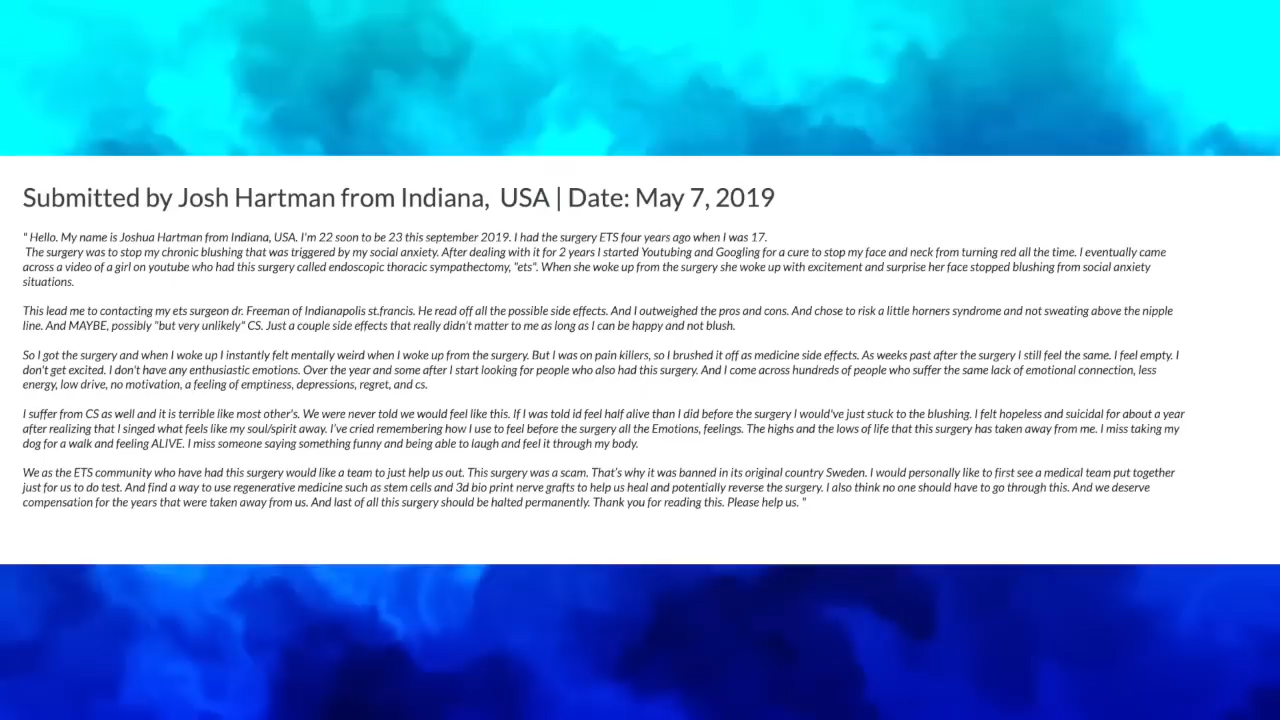 Submitted by Josh Hartman from Indiana, USA | Date: May 7, 2019
" Hello. My name is Joshua Hartman from Indiana, USA. I'm 22 soon to be 23 this september 2019. I had the surgery ETS four years ago when I was 17.
The surgery was to stop my chronic blushing that was triggered by my social anxiety. After dealing with it for 2 years I started Youtubing and Googling for a cure to stop my face and neck from turning red all the time. I eventually came
across a video of a girl on youtube who had this surgery called endoscopic thoracic sympathectomy, "ets". When she woke up from the surgery she woke up with excitement and surprise her face stopped blushing from social anxiety
situations.
This lead me to contacting my ets surgeon dr. Freeman of Indianapolis st.francis. He read off all the possible side effects. And I outweighed the pros and cons. And chose to risk a little horners syndrome and not sweating above the nipple
line. And MAYBE, possibly "but very unlikely" CS. Just a couple side effects that really didn't matter to me as long as I can be happy and not blush.
So I got the surgery and when I woke up I instantly felt mentally weird when I woke up from the surgery. But I was on pain killers, so I brushed it off as medicine side effects. As weeks past after the surgery I still feel the same. I feel empty. I
don't get excited. I don't have any enthusiastic emotions. Over the year and some after I start looking for people who also had this surgery. And I come across hundreds of people who suffer the same lack of emotional connection, less
energy, low drive, no motivation, a feeling of emptiness, depressions, regret, and cs.
I suffer from CS as well and it is terrible like most other's. We were never told we would feel like this. If I was told id feel half alive than I did before the surgery I would've just stuck to the blushing. I felt hopeless and suicidal for about a year
after realizing that I singed what feels like my soul/spirit away. I've cried remembering how I use to feel before the surgery all the Emotions, feelings. The highs and the lows of life that this surgery has taken away from me. I miss taking my
dog for a walk and feeling ALIVE. I miss someone saying something funny and being able to laugh and feel it through my body.
We as the ETS community who have had this surgery would like a team to just help us out. This surgery was a scam. That's why it was banned in its original country Sweden. I would personally like to first see a medical team put together
just for us to do test. And find a way to use regenerative medicine such as stem cells and 3d bio print nerve grafts to help us heal and potentially reverse the surgery. I also think no one should have to go through this. And we deserve
compensation for the years that were taken away from us. And last of all this surgery should be halted permanently. Thank you for reading this. Please help us. "